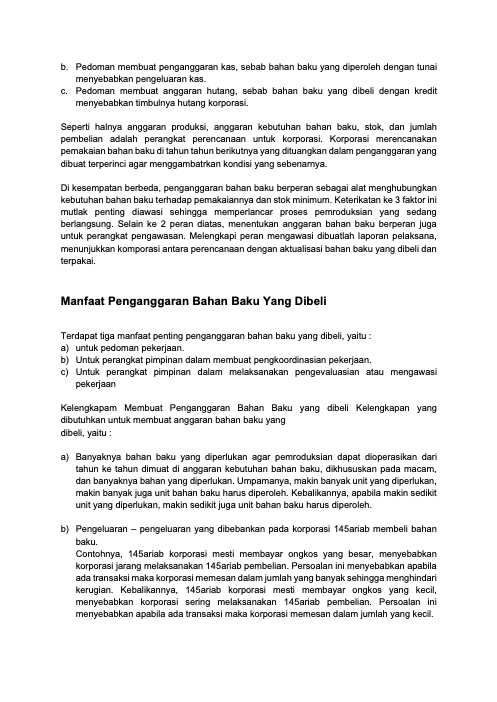 b. Pedoman membuat penganggaran kas, sebab bahan baku yang diperoleh dengan tunai
menyebabkan pengeluaran kas.
c. Pedoman membuat anggaran hutang, sebab bahan baku yang dibeli dengan kredit
menyebabkan timbulnya hutang korporasi.
Seperti halnya anggaran produksi, anggaran kebutuhan bahan baku, stok, dan jumlah
pembelian adalah perangkat perencanaan untuk korporasi. Korporasi merencanakan
pemakaian bahan baku di tahun tahun berikutnya yang dituangkan dalam penganggaran yang
dibuat terperinci agar menggambatrkan kondisi yang sebenarnya.
Di kesempatan berbeda, penganggaran bahan baku berperan sebagai alat menghubungkan
kebutuhan bahan baku terhadap pemakaiannya dan stok minimum. Keterikatan ke 3 faktor ini
mutlak penting diawasi sehingga memperlancar proses pemroduksian yang sedang
berlangsung. Selain ke 2 peran diatas, menentukan anggaran bahan baku berperan juga
untuk perangkat pengawasan. Melengkapi peran mengawasi dibuatlah laporan pelaksana,
menunjukkan komporasi antara perencanaan dengan aktualisasi bahan baku yang dibeli dan
terpakai.
Manfaat Penganggaran Bahan Baku Yang Dibeli
Terdapat tiga manfaat penting penganggaran bahan baku yang dibeli, yaitu :
a) untuk pedoman pekerjaan.
b) Untuk perangkat pimpinan dalam membuat pengkoordinasian pekerjaan.
c) Untuk perangkat pimpinan dalam melaksanakan pengevaluasian atau mengawasi
pekerjaan
Kelengkapam Membuat Penganggaran Bahan Baku yang dibeli Kelengkapan yang
dibutuhkan untuk membuat anggaran bahan baku yang
dibeli, yaitu :
a) Banyaknya bahan baku yang diperlukan agar pemroduksian dapat dioperasikan dari
tahun ke tahun dimuat di anggaran kebutuhan bahan baku, dikhususkan pada macam,
dan banyaknya bahan yang diperlukan. Umpamanya, makin banyak unit yang diperlukan,
makin banyak juga unit bahan baku harus diperoleh. Kebalikannya, apabila makin sedikit
unit yang diperlukan, makin sedikit juga unit bahan baku harus diperoleh.
b) Pengeluaran – pengeluaran yang dibebankan pada korporasi 145ariab membeli bahan
baku.
Contohnya, 145ariab korporasi mesti membayar ongkos yang besar, menyebabkan
korporasi jarang melaksanakan 145ariab pembelian. Persoalan ini menyebabkan apabila
ada transaksi maka korporasi memesan dalam jumlah yang banyak sehingga menghindari
kerugian. Kebalikannya, 145ariab korporasi mesti membayar ongkos yang kecil,
menyebabkan korporasi sering melaksanakan 145ariab pembelian. Persoalan ini
menyebabkan apabila ada transaksi maka korporasi memesan dalam jumlah yang kecil.